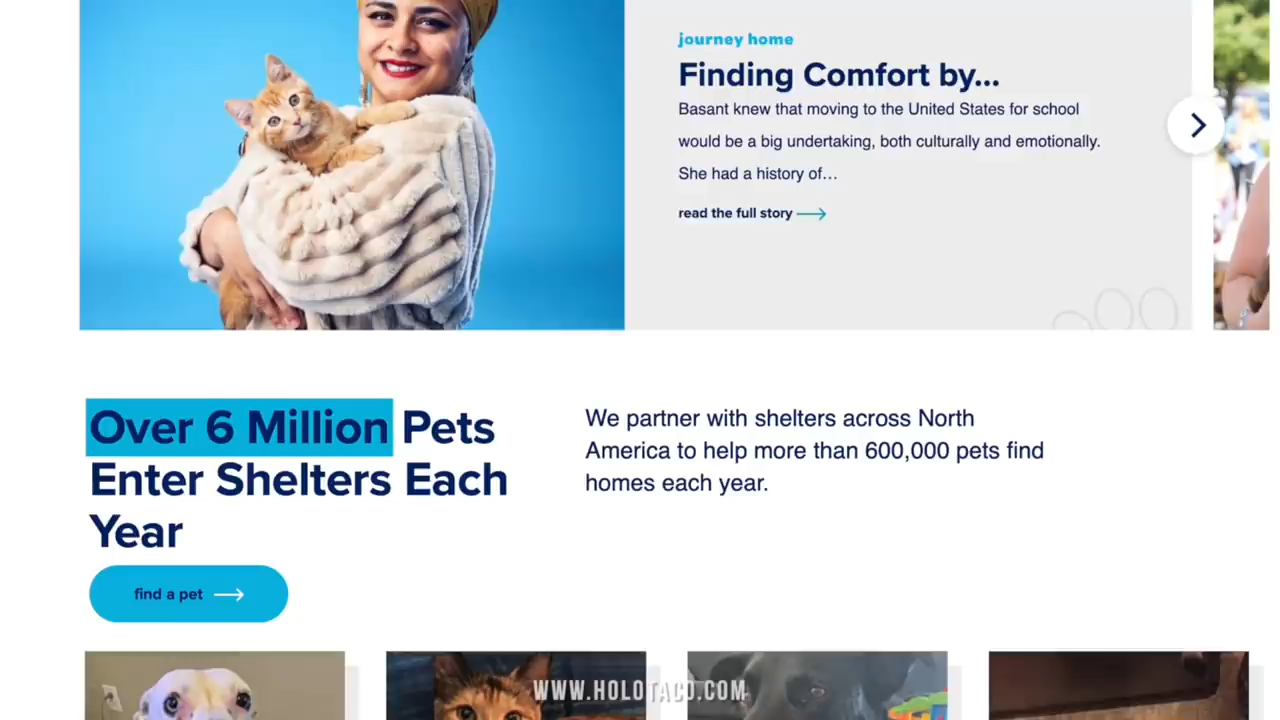 journey home
Finding Comfort by...
Basant knew that moving to the United States for school
would be a big undertaking, both culturally and emotionally.
She had a history of…
read the full story
Over 6 Million Pets
Enter Shelters Each
Year
We partner with shelters across North
America to help more than 600,000 pets find
homes each year.
find a pet
WWW.HOLOTACO.COM